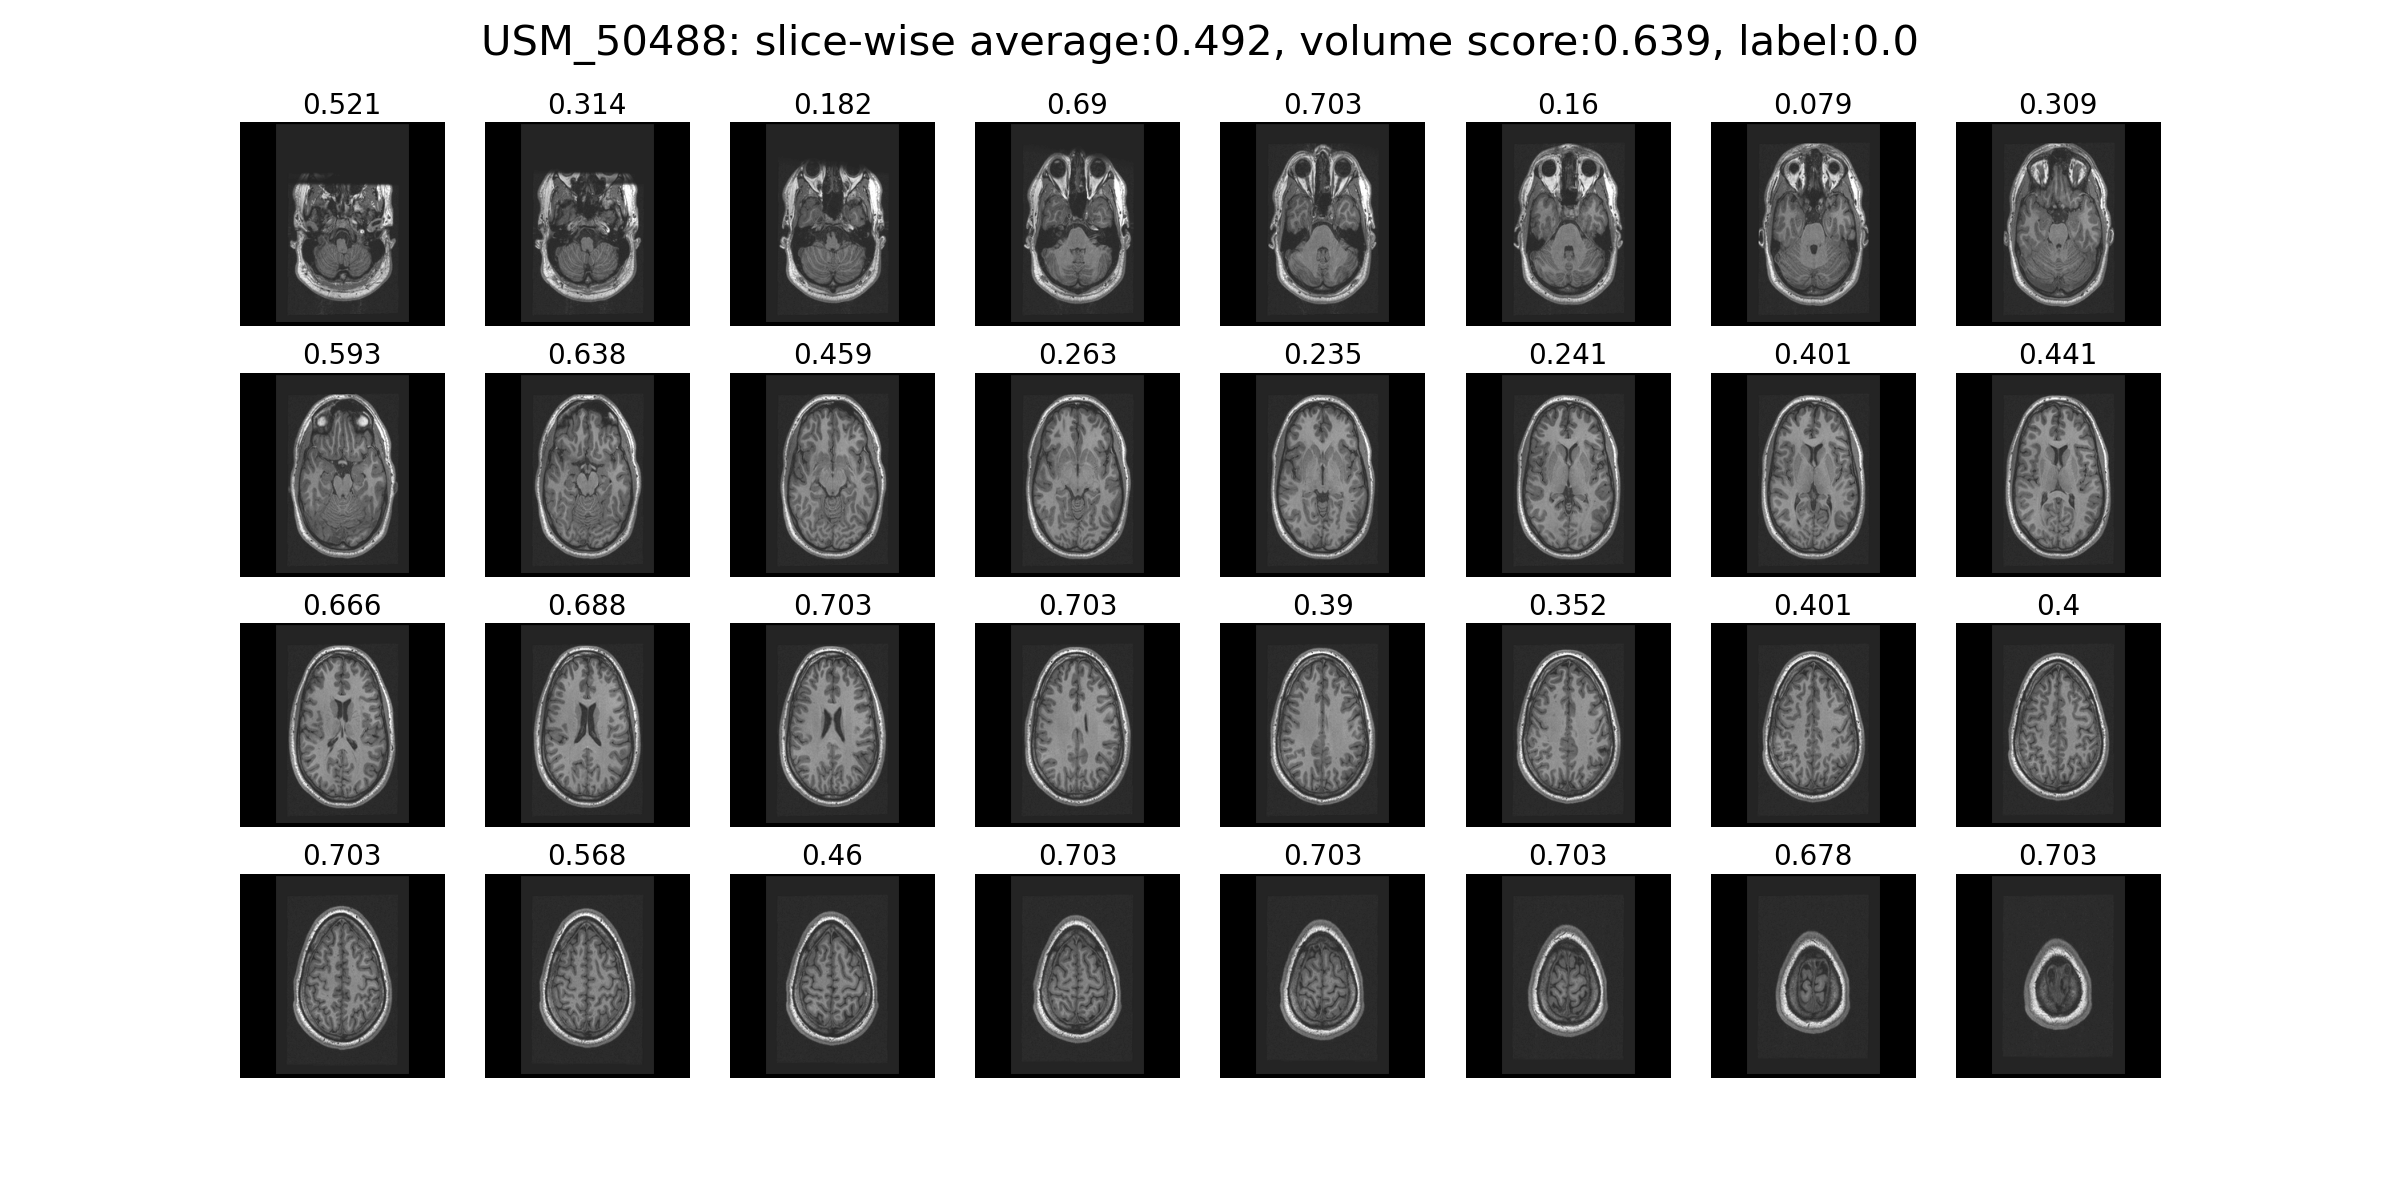 USM_50488: slice-wise average:0.492, volume score:0.639, label:0.0
0.521 0.314 0.182 0.69 0.703 0.16 0.079 0.309
0.593 0.638 0.459 0.263 0.235 0.241 0.401 0.441
0.666 0.688 0.703 0.703 0.39 0.352 0.401 0.4
0.703 0.568 0.46 0.703 0.703 0.703 0.678 0.703